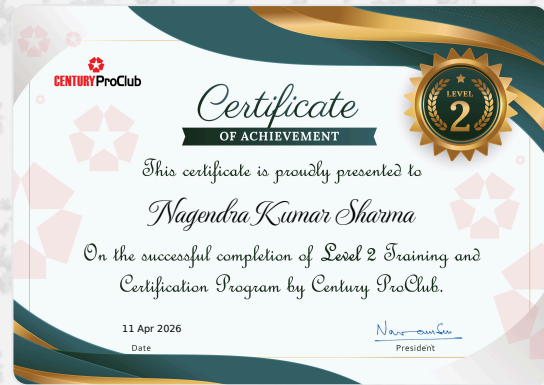 CENTURY ProClub
LEVEL
2
Certificate
OF ACHIEVEMENT
This certificate is proudly presented to
Nagendra Kumar Sharma
On the successful completion of Level 2 Training and
Certification Program by Century ProClub.
11 Apr 2026
Date
President